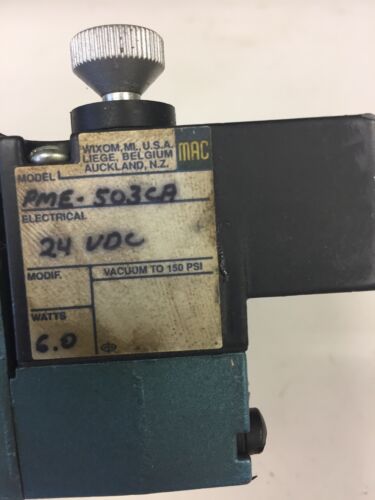 WIXOM, MI., U.S.A.
LIEGE, BELGIUM
AUCKLAND, N.Z.
MAC
MODEL PME-503CA
ELECTRICAL
24 VDC
MODIF. VACUUM TO 150 PSI
WATTS
6.0